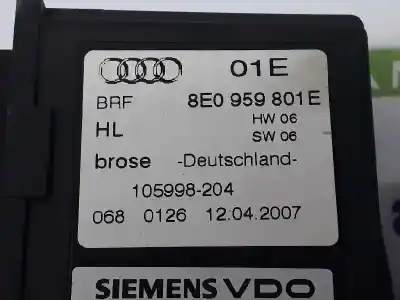 01E
BRF 8E0 959 801E
HL HW 06
SW 06
brose -Deutschland-
105998-204
068 0126 12.04.2007
SIEMENS VDO